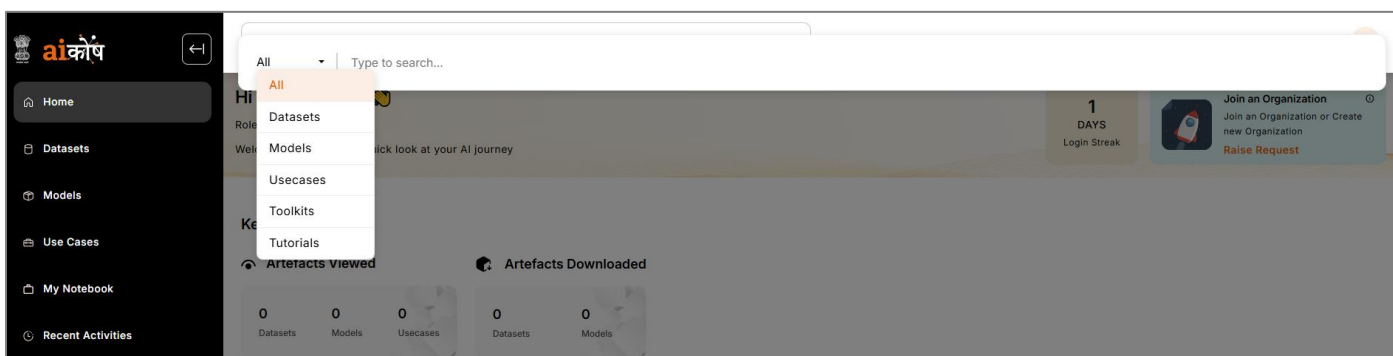 aiकोष
All
Type to search...
All
Datasets
Models
Usecases
Toolkits
Tutorials
Home
Datasets
Models
Use Cases
My Notebook
Recent Activities
Hi
Role
ick look at your AI journey
1
DAYS
Login Streak
Join an Organization
Join an Organization or Create
new Organization
Raise Request
Ke
Artefacts Viewed
0 0 0
Datasets Models Usecases
Artefacts Downloaded
0 0
Datasets Models